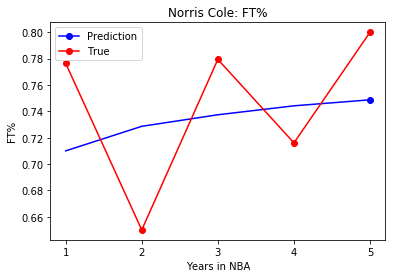 Norris Cole: FT%
Prediction
True
0.80
0.78
0.76
0.74
0.72
0.70
0.68
0.66
FT%
1 2 3 4 5
Years in NBA